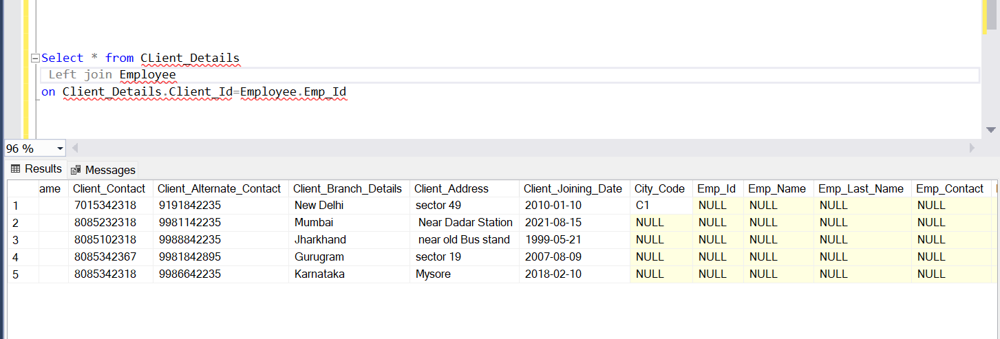 Select * from CLient_Details
Left join Employee
on Client_Details.Client_Id=Employee.Emp_Id
96 %
Results Messages
ame Client_Contact Client_Alternate_Contact Client_Branch_Details Client_Address Client_Joining_Date City_Code Emp_Id Emp_Name Emp_Last_Name Emp_Contact
1 7015342318 9191842235 New Delhi sector 49 2010-01-10 C1 NULL NULL NULL NULL
2 8085232318 9981142235 Mumbai Near Dadar Station 2021-08-15 NULL NULL NULL NULL NULL
3 8085102318 9988842235 Jharkhand near old Bus stand 1999-05-21 NULL NULL NULL NULL NULL
4 8085342367 9981842895 Gurugram sector 19 2007-08-09 NULL NULL NULL NULL NULL
5 8085342318 9986642235 Karnataka Mysore 2018-02-10 NULL NULL NULL NULL NULL